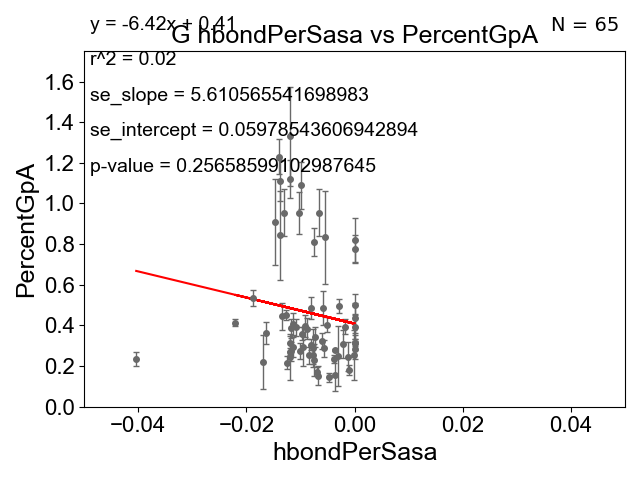 y = -6.42x + 0.41
N = 65
G hbondPerSasa vs PercentGpA
r^2 = 0.02
se_slope = 5.610565541698983
se_intercept = 0.05978543606942894
p-value = 0.25658599102987645
PercentGpA
1.6
1.4
1.2
1.0
0.8
0.6
0.4
0.2
0.0
−0.04 −0.02 0.00 0.02 0.04
hbondPerSasa